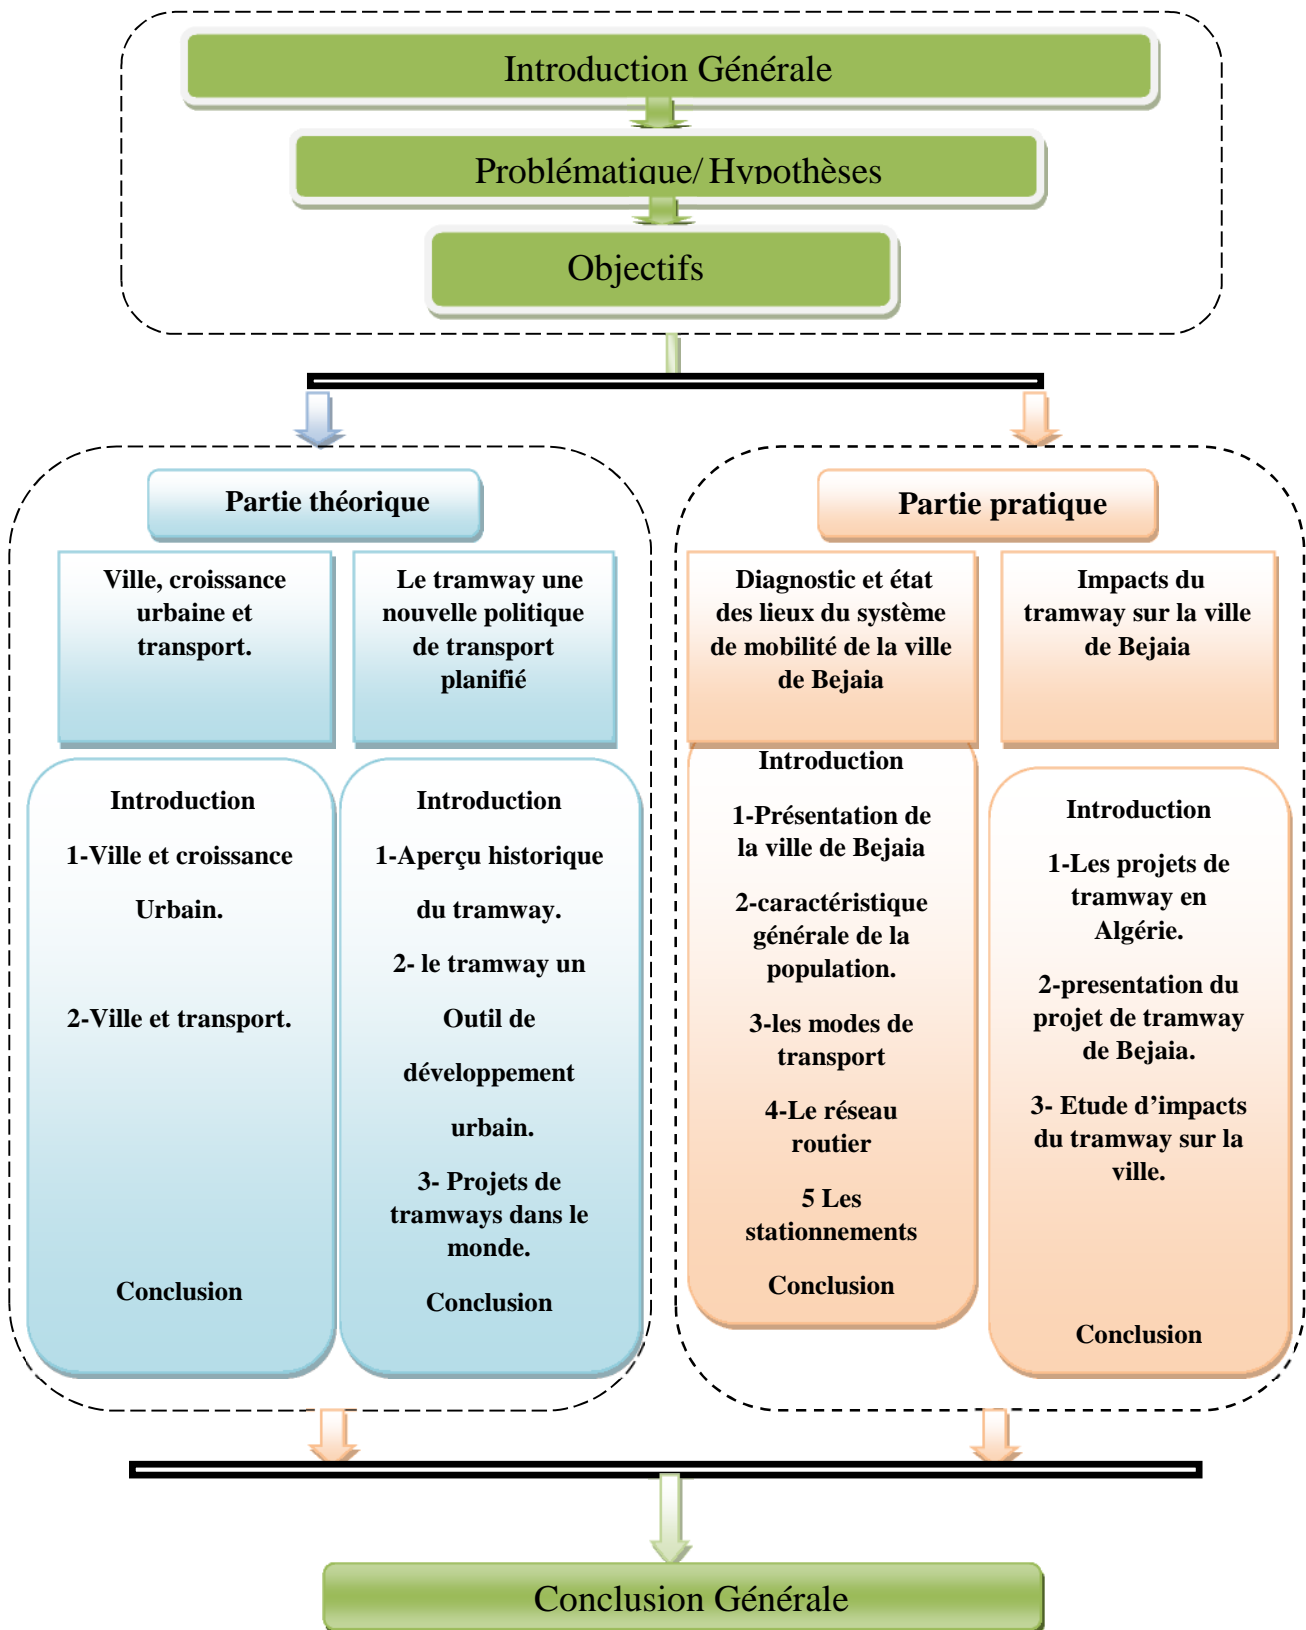 Introduction Générale
Problématique/ Hypothèses
Objectifs
Partie théorique
Ville, croissance
urbaine et
transport.
Le tramway une
nouvelle politique
de transport
planifié
Introduction
1-Ville et croissance
Urbain.
2-Ville et transport.
Conclusion
Introduction
1-Aperçu historique
du tramway.
2- le tramway un
Outil de
développement
urbain.
3- Projets de
tramways dans le
monde.
Conclusion
Partie pratique
Diagnostic et état
des lieux du système
de mobilité de la ville
de Bejaia
Impacts du
tramway sur la ville
de Bejaia
Introduction
1-Présentation de
la ville de Bejaia
2-caractéristique
générale de la
population.
3-les modes de
transport
4-Le réseau
routier
5 Les
stationnements
Conclusion
Introduction
1-Les projets de
tramway en
Algérie.
2-presentation du
projet de tramway
de Bejaia.
3- Etude d’impacts
du tramway sur la
ville.
Conclusion
Conclusion Générale